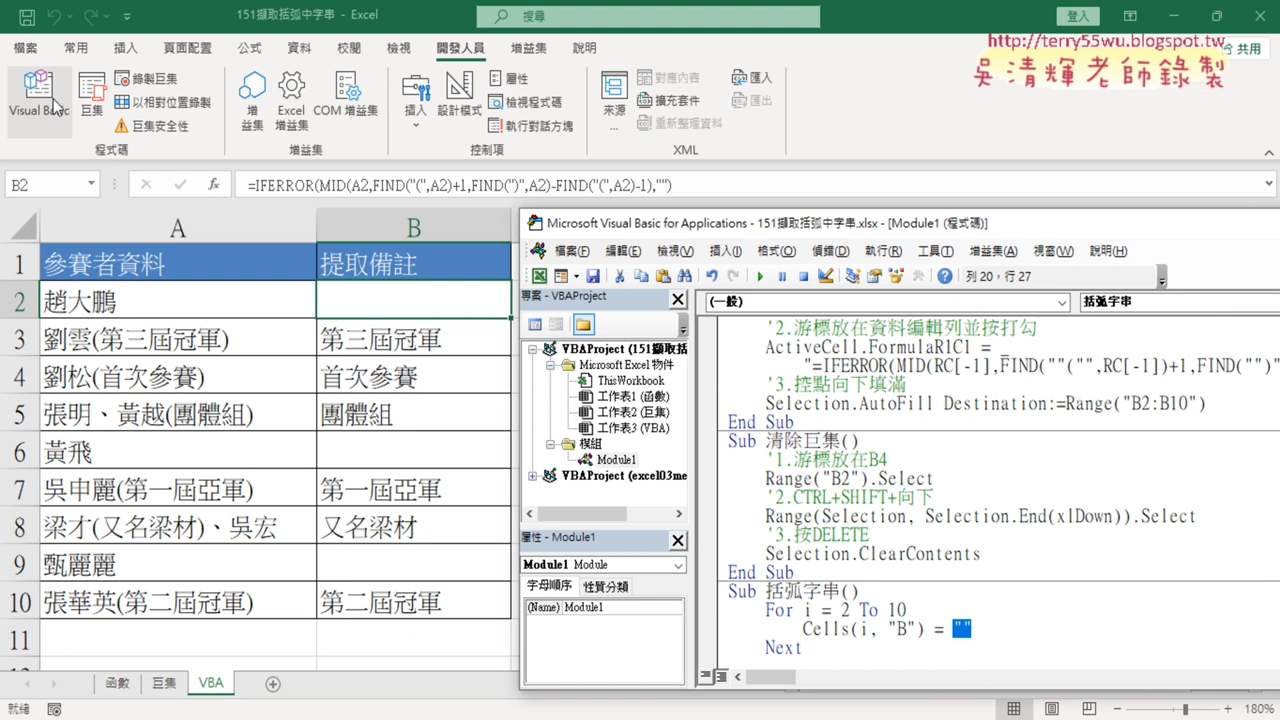 151擷取括弧中字串 - Excel
搜尋
登入
檔案 常用 插入 頁面配置 公式 資料 校閱 檢視 開發人員 增益集 說明
共用
http://terry55wu.blogspot.tw
吳清輝老師錄製
Visual Basic
巨集
錄製巨集
以相對位置錄製
巨集安全性
程式碼
增益集
Excel 增益集
COM 增益集
增益集
插入
設計模式
屬性
檢視程式碼
執行對話方塊
控制項
來源
...
對應內容
擴充套件
重新整理資料
匯入
匯出
XML
B2
fx
=IFERROR(MID(A2,FIND("(",A2)+1,FIND(")",A2)-FIND("(",A2)-1),"")
A B
1 參賽者資料 提取備註
2 趙大鵬
3 劉雲(第三屆冠軍) 第三屆冠軍
4 劉松(首次參賽) 首次參賽
5 張明、黃越(團體組) 團體組
6 黃飛
7 吳申麗(第一屆亞軍) 第一屆亞軍
8 梁才(又名梁材)、吳宏 又名梁材
9 甄麗麗
10 張華英(第二屆冠軍) 第二屆冠軍
11
函數 巨集 VBA
就緒
180%
Microsoft Visual Basic for Applications - 151擷取括弧中字串.xlsx - [Module1 (程式碼)]
檔案(F) 編輯(E) 檢視(V) 插入(I) 格式(O) 偵錯(D) 執行(R) 工具(T) 增益集(A) 視窗(W) 說明(H)
列 20，行 27
專案 - VBAProject
VBAProject (151擷取括
Microsoft Excel 物件
ThisWorkbook
工作表1 (函數)
工作表2 (巨集)
工作表3 (VBA)
模組
Module1
VBAProject (excel03me
屬性 - Module1
Module1 Module
字母順序 性質分類
(Name) Module1
(一般)
括弧字串
'2.游標放在資料編輯列並按打勾
ActiveCell.FormulaR1C1 = _
"=IFERROR(MID(RC[-1],FIND(""("",RC[-1])+1,FIND("")"
'3.控點向下填滿
Selection.AutoFill Destination:=Range("B2:B10")
End Sub
Sub 清除巨集()
'1.游標放在B4
Range("B2").Select
'2.CTRL+SHIFT+向下
Range(Selection, Selection.End(xlDown)).Select
'3.按DELETE
Selection.ClearContents
End Sub
Sub 括弧字串()
For i = 2 To 10
Cells(i, "B") = ""
Next